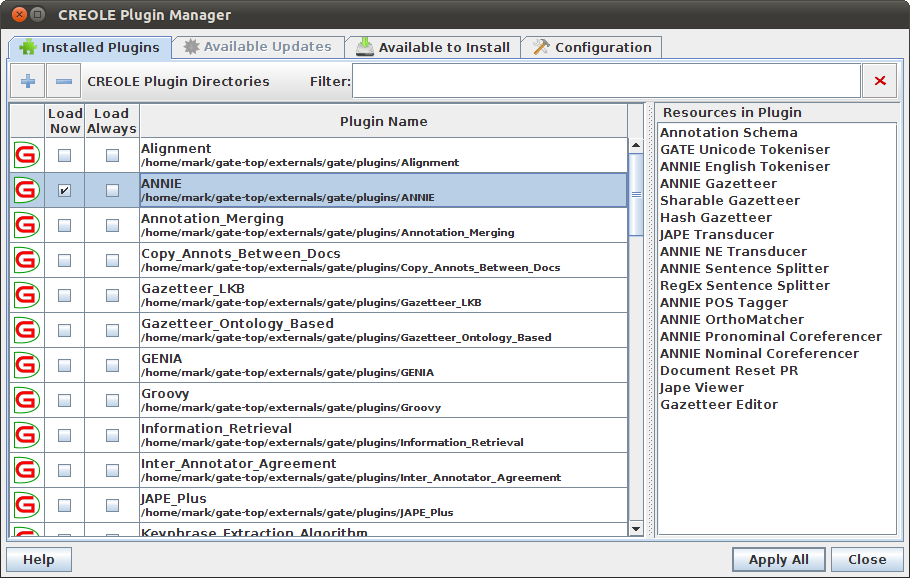 CREOLE Plugin Manager
Installed Plugins
Available Updates
Available to Install
Configuration
CREOLE Plugin Directories
Filter:
Load Now
Load Always
Plugin Name
Alignment
/home/mark/gate-top/externals/gate/plugins/Alignment
ANNIE
/home/mark/gate-top/externals/gate/plugins/ANNIE
Annotation_Merging
/home/mark/gate-top/externals/gate/plugins/Annotation_Merging
Copy_Annots_Between_Docs
/home/mark/gate-top/externals/gate/plugins/Copy_Annots_Between_Docs
Gazetteer_LKB
/home/mark/gate-top/externals/gate/plugins/Gazetteer_LKB
Gazetteer_Ontology_Based
/home/mark/gate-top/externals/gate/plugins/Gazetteer_Ontology_Based
GENIA
/home/mark/gate-top/externals/gate/plugins/GENIA
Groovy
/home/mark/gate-top/externals/gate/plugins/Groovy
Information_Retrieval
/home/mark/gate-top/externals/gate/plugins/Information_Retrieval
Inter_Annotator_Agreement
/home/mark/gate-top/externals/gate/plugins/Inter_Annotator_Agreement
JAPE_Plus
/home/mark/gate-top/externals/gate/plugins/JAPE_Plus
Keyphrase_Extraction_Algorithm
Resources in Plugin
Annotation Schema
GATE Unicode Tokeniser
ANNIE English Tokeniser
ANNIE Gazetteer
Sharable Gazetteer
Hash Gazetteer
JAPE Transducer
ANNIE NE Transducer
ANNIE Sentence Splitter
RegEx Sentence Splitter
ANNIE POS Tagger
ANNIE OrthoMatcher
ANNIE Pronominal Coreferencer
ANNIE Nominal Coreferencer
Document Reset PR
Jape Viewer
Gazetteer Editor
Help
Apply All
Close